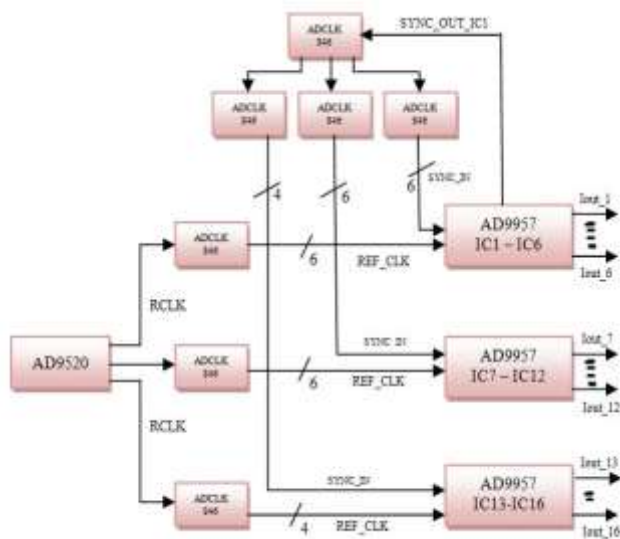 SYNC_OUT_IC1
ADCLK
846
ADCLK
846
ADCLK
846
ADCLK
846
4
6
6
SYNC_IN
Iout_1
AD9957
IC1 – IC6
Iout_6
ADCLK
846
6
REF_CLK
RCLK
AD9520
SYNC_IN
Iout_7
AD9957
IC7 – IC12
Iout_12
ADCLK
846
6
REF_CLK
RCLK
Iout_13
SYNC_IN
AD9957
IC13-IC16
Iout_16
ADCLK
846
4
REF_CLK